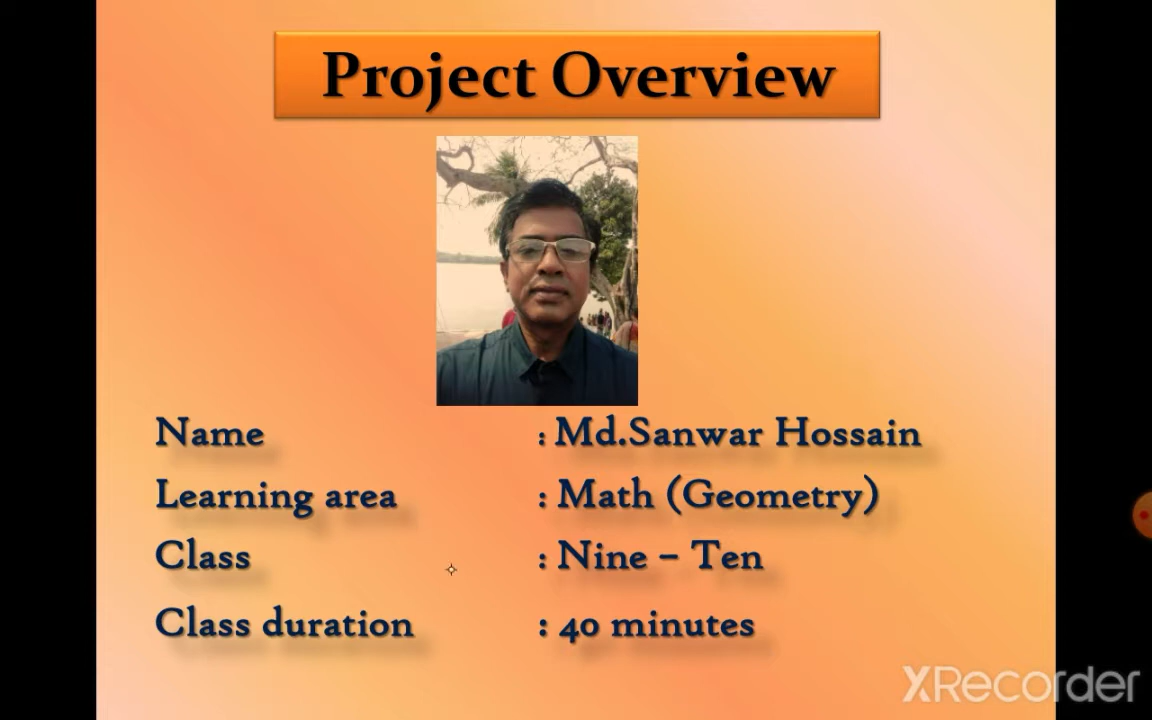 Project Overview
Name : Md.Sanwar Hossain
Learning area : Math (Geometry)
Class : Nine – Ten
Class duration : 40 minutes
XRecorder